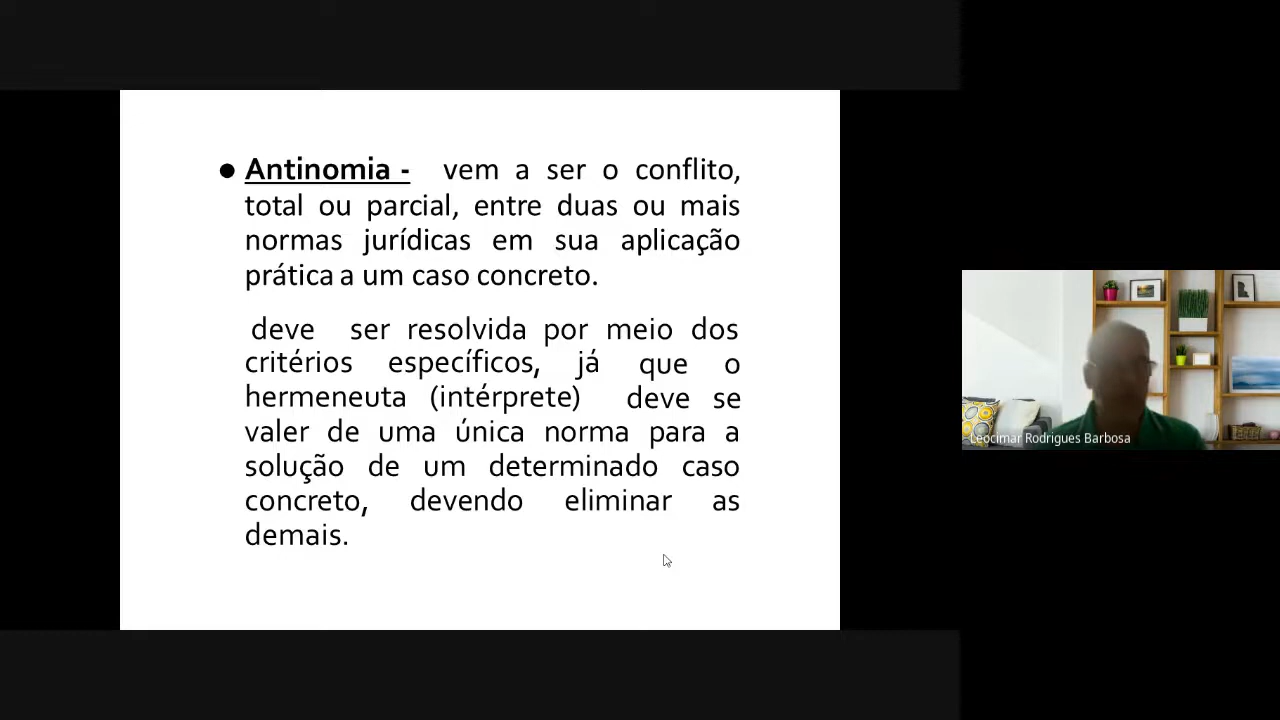 ● Antinomia - vem a ser o conflito,
total ou parcial, entre duas ou mais
normas jurídicas em sua aplicação
prática a um caso concreto.
deve ser resolvida por meio dos
critérios específicos, já que o
hermeneuta (intérprete) deve se
valer de uma única norma para a
solução de um determinado caso
concreto, devendo eliminar as
demais.
Leocimar Rodrigues Barbosa